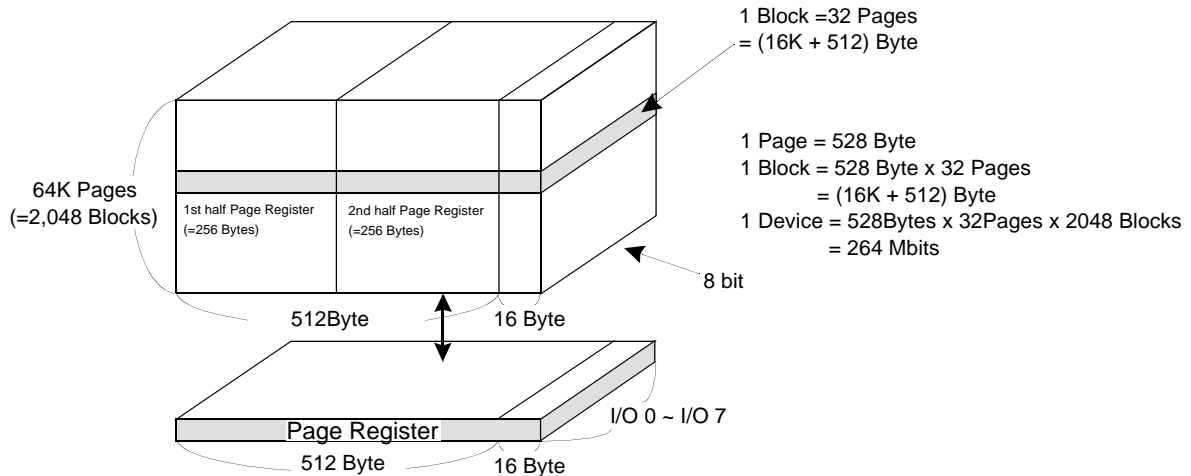 1 Block =32 Pages
= (16K + 512) Byte
1 Page = 528 Byte
1 Block = 528 Byte x 32 Pages
= (16K + 512) Byte
1 Device = 528Bytes x 32Pages x 2048 Blocks
= 264 Mbits
64K Pages
(=2,048 Blocks)
1st half Page Register
(=256 Bytes)
2nd half Page Register
(=256 Bytes)
8 bit
512Byte
16 Byte
I/O 0 ~ I/O 7
Page Register
512 Byte
16 Byte